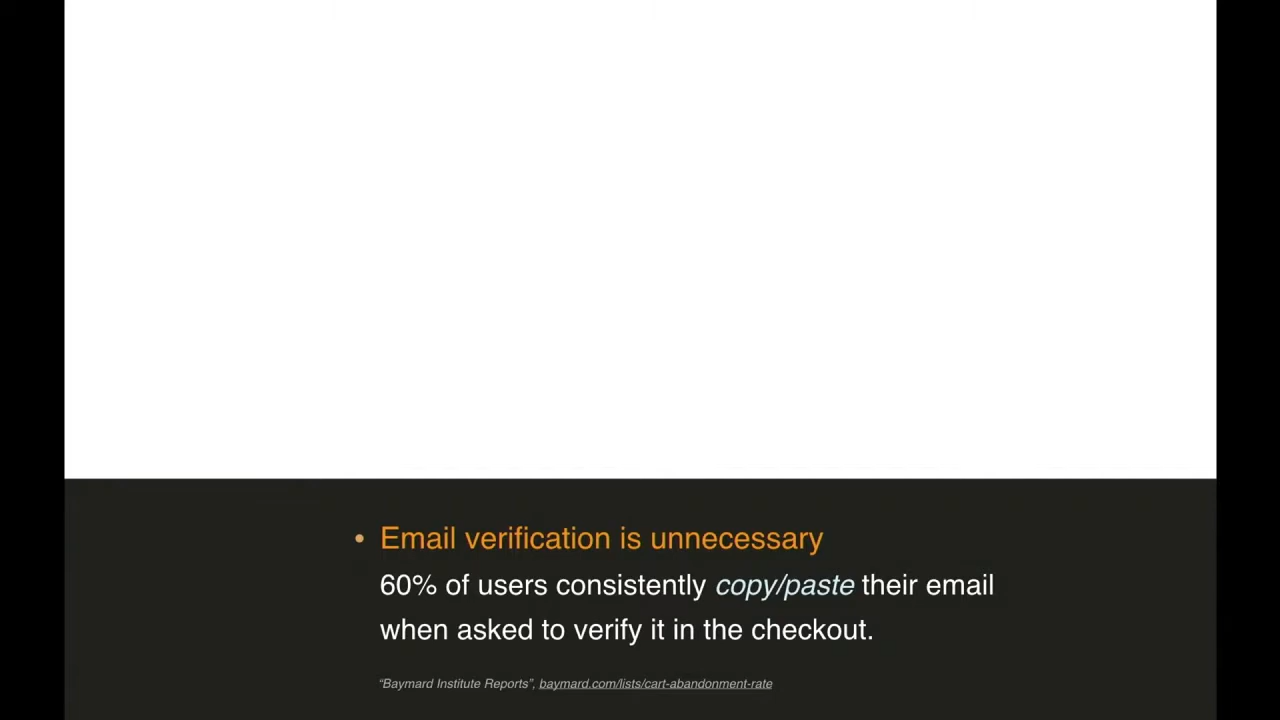 • Email verification is unnecessary
60% of users consistently copy/paste their email
when asked to verify it in the checkout.
“Baymard Institute Reports”, baymard.com/lists/cart-abandonment-rate